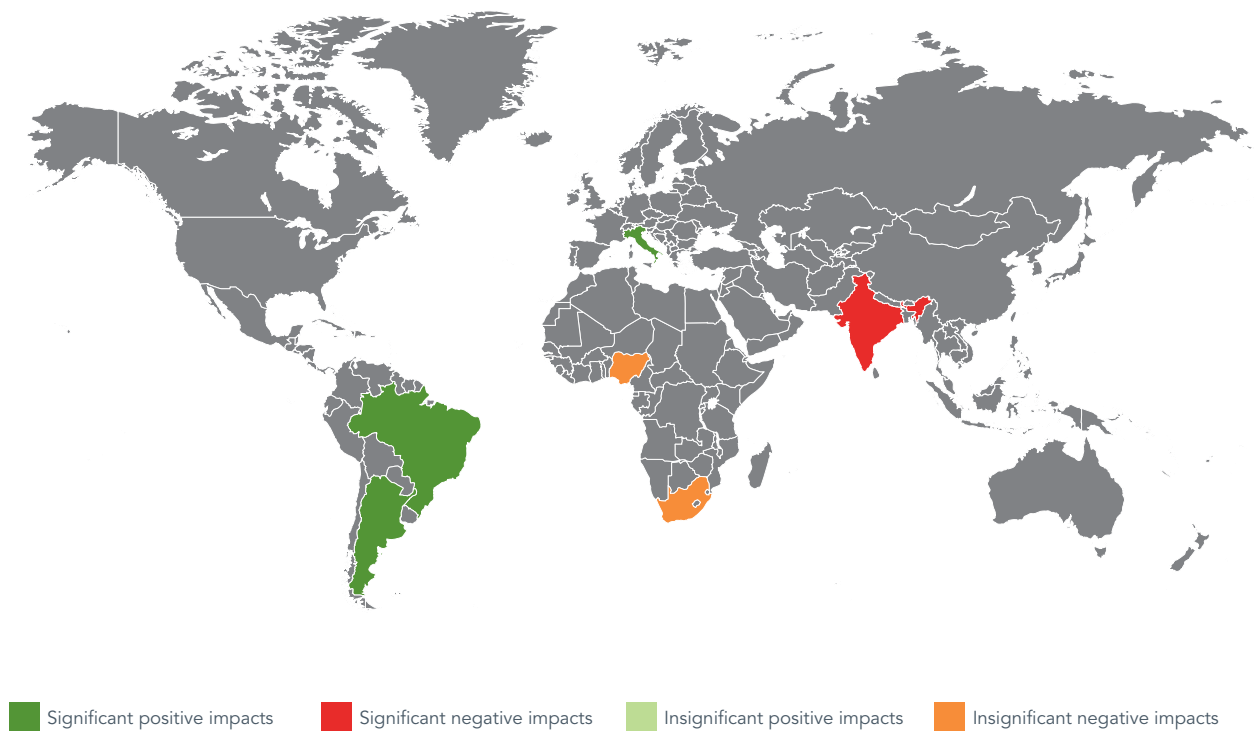 Significant positive impacts
Significant negative impacts
Insignificant positive impacts
Insignificant negative impacts